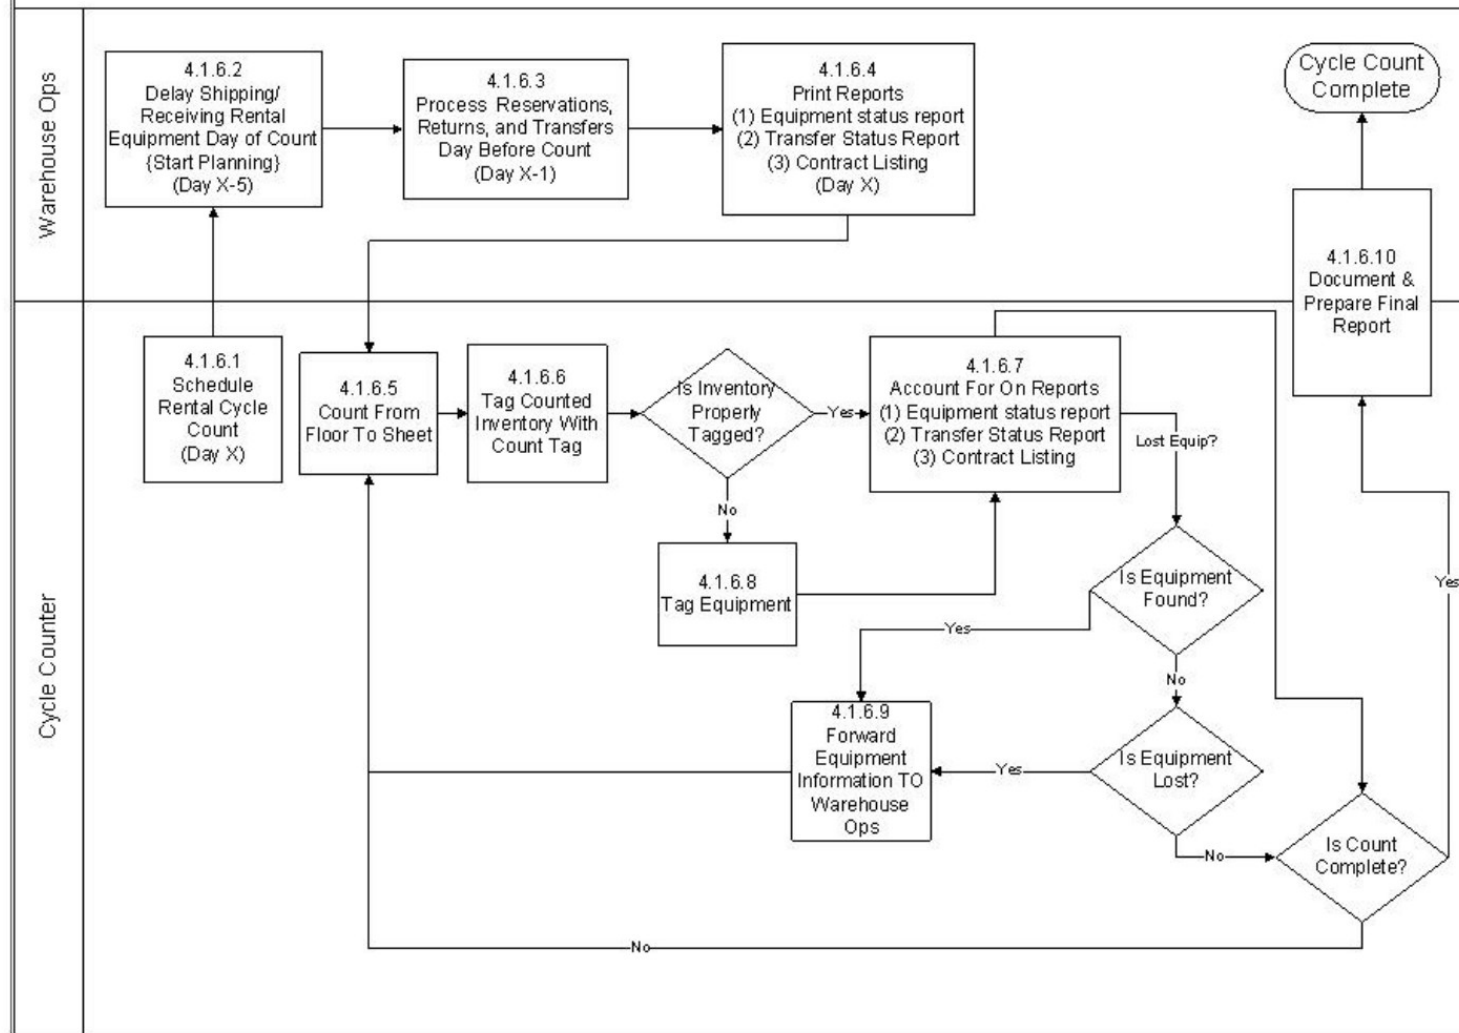 Warehouse Ops
4.1.6.2
Delay Shipping/
Receiving Rental
Equipment Day of Count
{Start Planning}
(Day X-5)
4.1.6.3
Process Reservations,
Returns, and Transfers
Day Before Count
(Day X-1)
4.1.6.4
Print Reports
(1) Equipment status report
(2) Transfer Status Report
(3) Contract Listing
(Day X)
Cycle Count
Complete
4.1.6.10
Document &
Prepare Final
Report
Cycle Counter
4.1.6.1
Schedule
Rental Cycle
Count
(Day X)
4.1.6.5
Count From
Floor To Sheet
4.1.6.6
Tag Counted
Inventory With
Count Tag
Is Inventory
Properly
Tagged?
Yes
No
4.1.6.7
Account For On Reports
(1) Equipment status report
(2) Transfer Status Report
(3) Contract Listing
Lost Equip?
4.1.6.8
Tag Equipment
Is Equipment
Found?
Yes
No
Yes
4.1.6.9
Forward
Equipment
Information TO
Warehouse
Ops
Is Equipment
Lost?
Yes
No
Is Count
Complete?
No